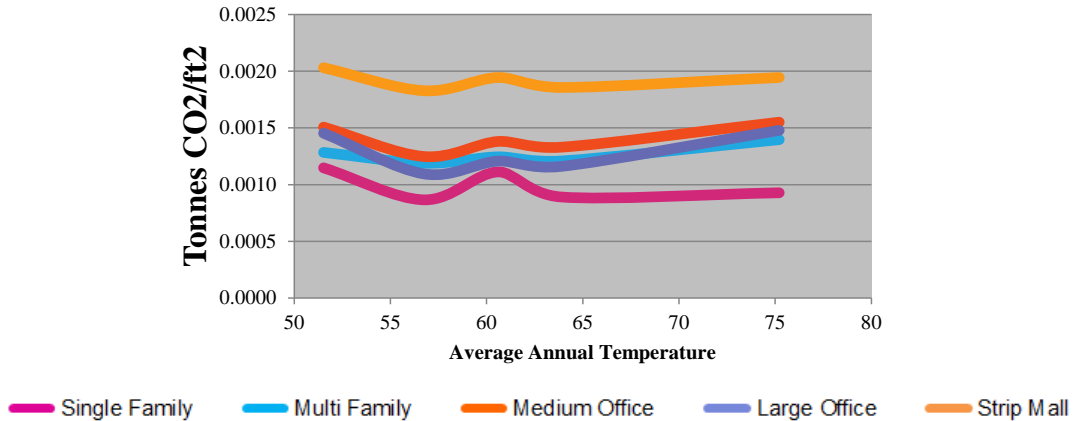 Tonnes CO2/ft2
0.0025
0.0020
0.0015
0.0010
0.0005
0.0000
50 55 60 65 70 75 80
Average Annual Temperature
Single Family Multi Family Medium Office Large Office Strip Mall